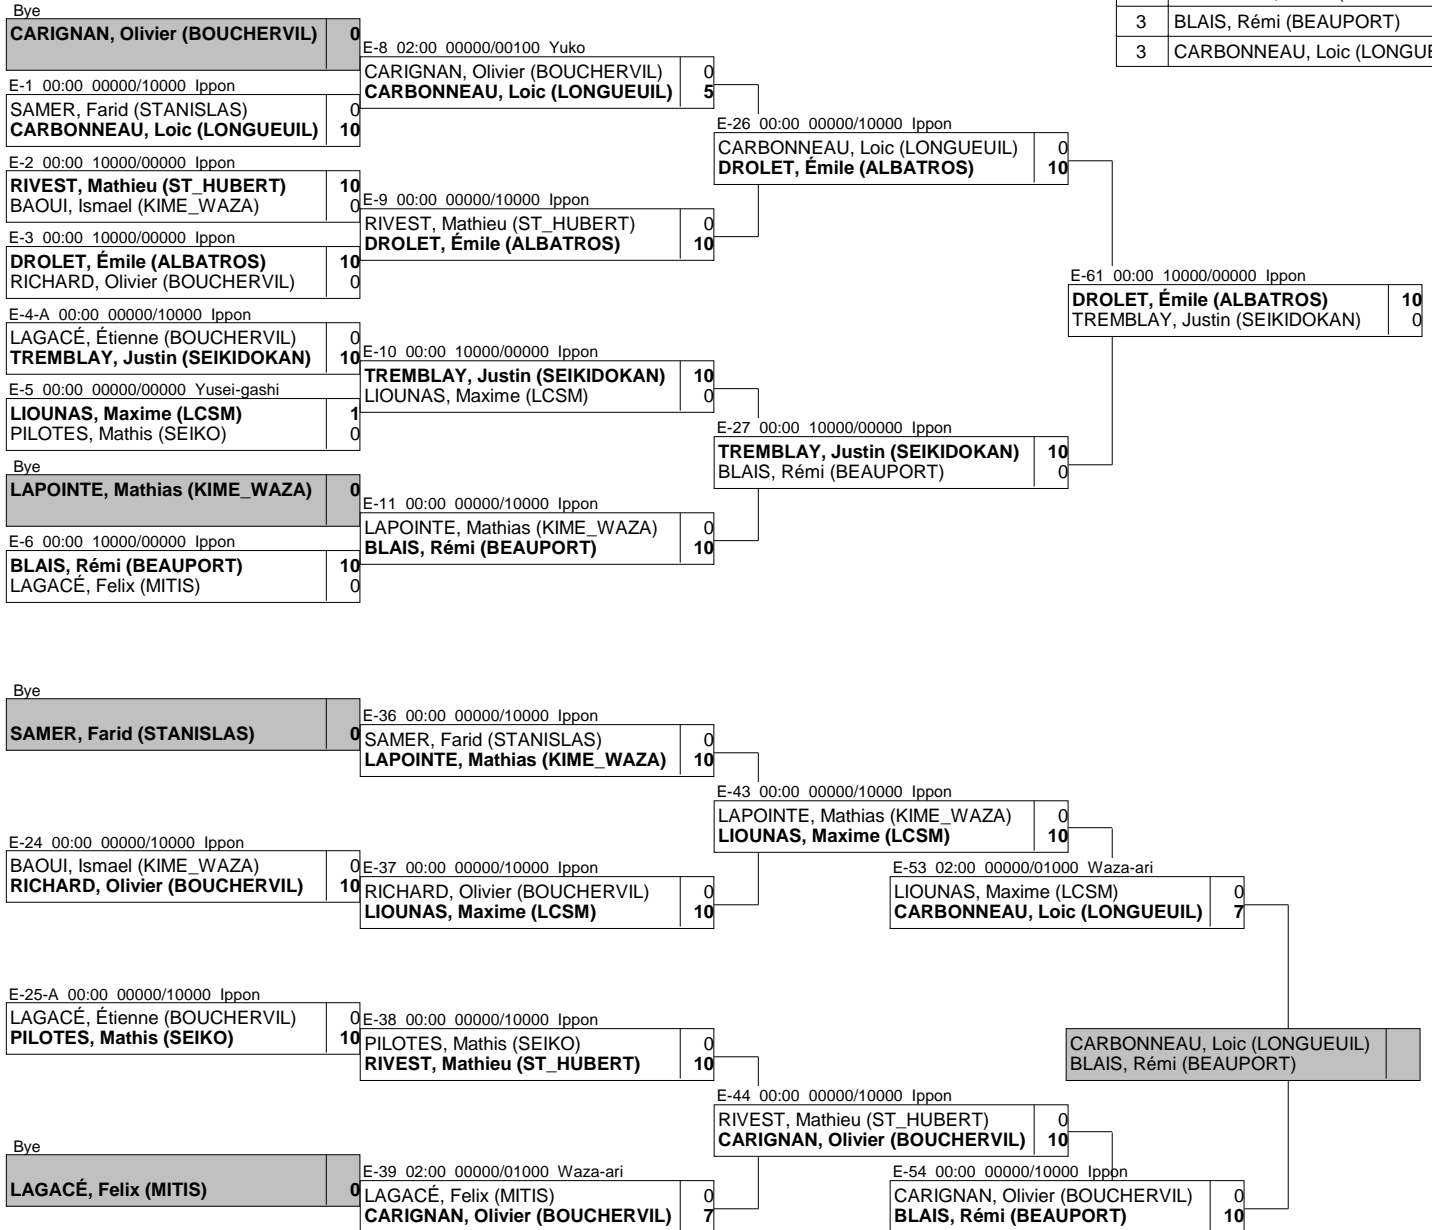 Bye
CARIGNAN, Olivier (BOUCHERVIL) 0
E-1 00:00 00000/10000 Ippon
SAMER, Farid (STANISLAS) 0
CARBONNEAU, Loic (LONGUEUIL) 10
E-2 00:00 10000/00000 Ippon
RIVEST, Mathieu (ST_HUBERT) 10
BAOUI, Ismael (KIME_WAZA) 0
E-3 00:00 10000/00000 Ippon
DROLET, Émile (ALBATROS) 10
RICHARD, Olivier (BOUCHERVIL) 0
E-4-A 00:00 00000/10000 Ippon
LAGACÉ, Étienne (BOUCHERVIL) 0
TREMBLAY, Justin (SEIKIDOKAN) 10
E-5 00:00 00000/00000 Yusei-gashi
LIOUNAS, Maxime (LCSM) 1
PILOTES, Mathis (SEIKO) 0
Bye
LAPOINTE, Mathias (KIME_WAZA) 0
E-6 00:00 10000/00000 Ippon
BLAIS, Rémi (BEAUPORT) 10
LAGACÉ, Felix (MITIS) 0
E-8 02:00 00000/00100 Yuko
CARIGNAN, Olivier (BOUCHERVIL) 0
CARBONNEAU, Loic (LONGUEUIL) 5
E-9 00:00 00000/10000 Ippon
RIVEST, Mathieu (ST_HUBERT) 0
DROLET, Émile (ALBATROS) 10
E-10 00:00 10000/00000 Ippon
TREMBLAY, Justin (SEIKIDOKAN) 10
LIOUNAS, Maxime (LCSM) 0
E-11 00:00 00000/10000 Ippon
LAPOINTE, Mathias (KIME_WAZA) 0
BLAIS, Rémi (BEAUPORT) 10
E-26 00:00 00000/10000 Ippon
CARBONNEAU, Loic (LONGUEUIL) 0
DROLET, Émile (ALBATROS) 10
E-27 00:00 10000/00000 Ippon
TREMBLAY, Justin (SEIKIDOKAN) 10
BLAIS, Rémi (BEAUPORT) 0
3 BLAIS, Rémi (BEAUPORT)
3 CARBONNEAU, Loic
E-61 00:00 10000/00000 Ippon
DROLET, Émile (ALBATROS) 10
TREMBLAY, Justin (SEIKIDOKAN) 0
Bye
SAMER, Farid (STANISLAS) 0
E-24 00:00 00000/10000 Ippon
BAOUI, Ismael (KIME_WAZA) 0
RICHARD, Olivier (BOUCHERVIL) 10
E-25-A 00:00 00000/10000 Ippon
LAGACÉ, Étienne (BOUCHERVIL) 0
PILOTES, Mathis (SEIKO) 10
Bye
LAGACÉ, Felix (MITIS) 0
E-36 00:00 00000/10000 Ippon
SAMER, Farid (STANISLAS) 0
LAPOINTE, Mathias (KIME_WAZA) 10
E-37 00:00 00000/10000 Ippon
RICHARD, Olivier (BOUCHERVIL) 0
LIOUNAS, Maxime (LCSM) 10
E-38 00:00 00000/10000 Ippon
PILOTES, Mathis (SEIKO) 0
RIVEST, Mathieu (ST_HUBERT) 10
E-39 02:00 00000/01000 Waza-ari
LAGACÉ, Felix (MITIS) 0
CARIGNAN, Olivier (BOUCHERVIL) 7
E-43 00:00 00000/10000 Ippon
LAPOINTE, Mathias (KIME_WAZA) 0
LIOUNAS, Maxime (LCSM) 10
E-44 00:00 00000/10000 Ippon
RIVEST, Mathieu (ST_HUBERT) 0
CARIGNAN, Olivier (BOUCHERVIL) 10
E-53 02:00 00000/01000 Waza-ari
LIOUNAS, Maxime (LCSM) 0
CARBONNEAU, Loic (LONGUEUIL) 7
E-54 00:00 00000/10000 Ippon
CARIGNAN, Olivier (BOUCHERVIL) 0
BLAIS, Rémi (BEAUPORT) 10
CARBONNEAU, Loic (LONGUEUIL)
BLAIS, Rémi (BEAUPORT)